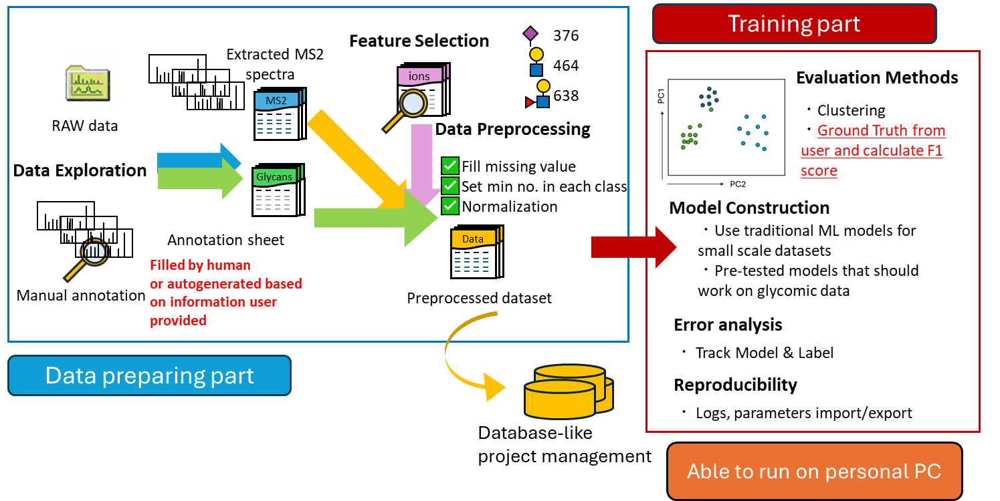 Training part
Feature Selection
376
464
638
Extracted MS2
spectra
ions
MS2
RAW data
Data Preprocessing
Data Exploration
Fill missing value
Set min no. in each class
Normalization
Glycans
Annotation sheet
Data
Filled by human
or autogenerated based
on information user
provided
Manual annotation
Preprocessed dataset
Data preparing part
Database-like
project management
PC1
PC2
Evaluation Methods
・ Clustering
・ Ground Truth from
user and calculate F1
score
Model Construction
・ Use traditional ML models for
small scale datasets
・ Pre-tested models that should
work on glycomic data
Error analysis
・ Track Model & Label
Reproducibility
・ Logs, parameters import/export
Able to run on personal PC